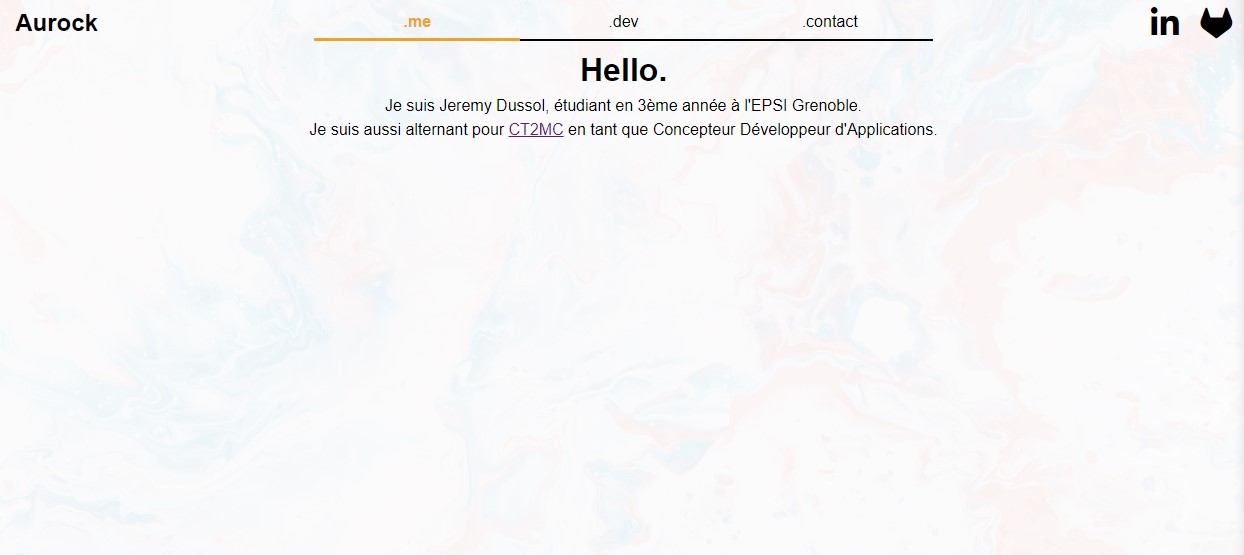 Aurock
.me
.dev
.contact
in
Hello.
Je suis Jeremy Dussol, étudiant en 3ème année à l'EPSI Grenoble.
Je suis aussi alternant pour CT2MC en tant que Concepteur Développeur d'Applications.